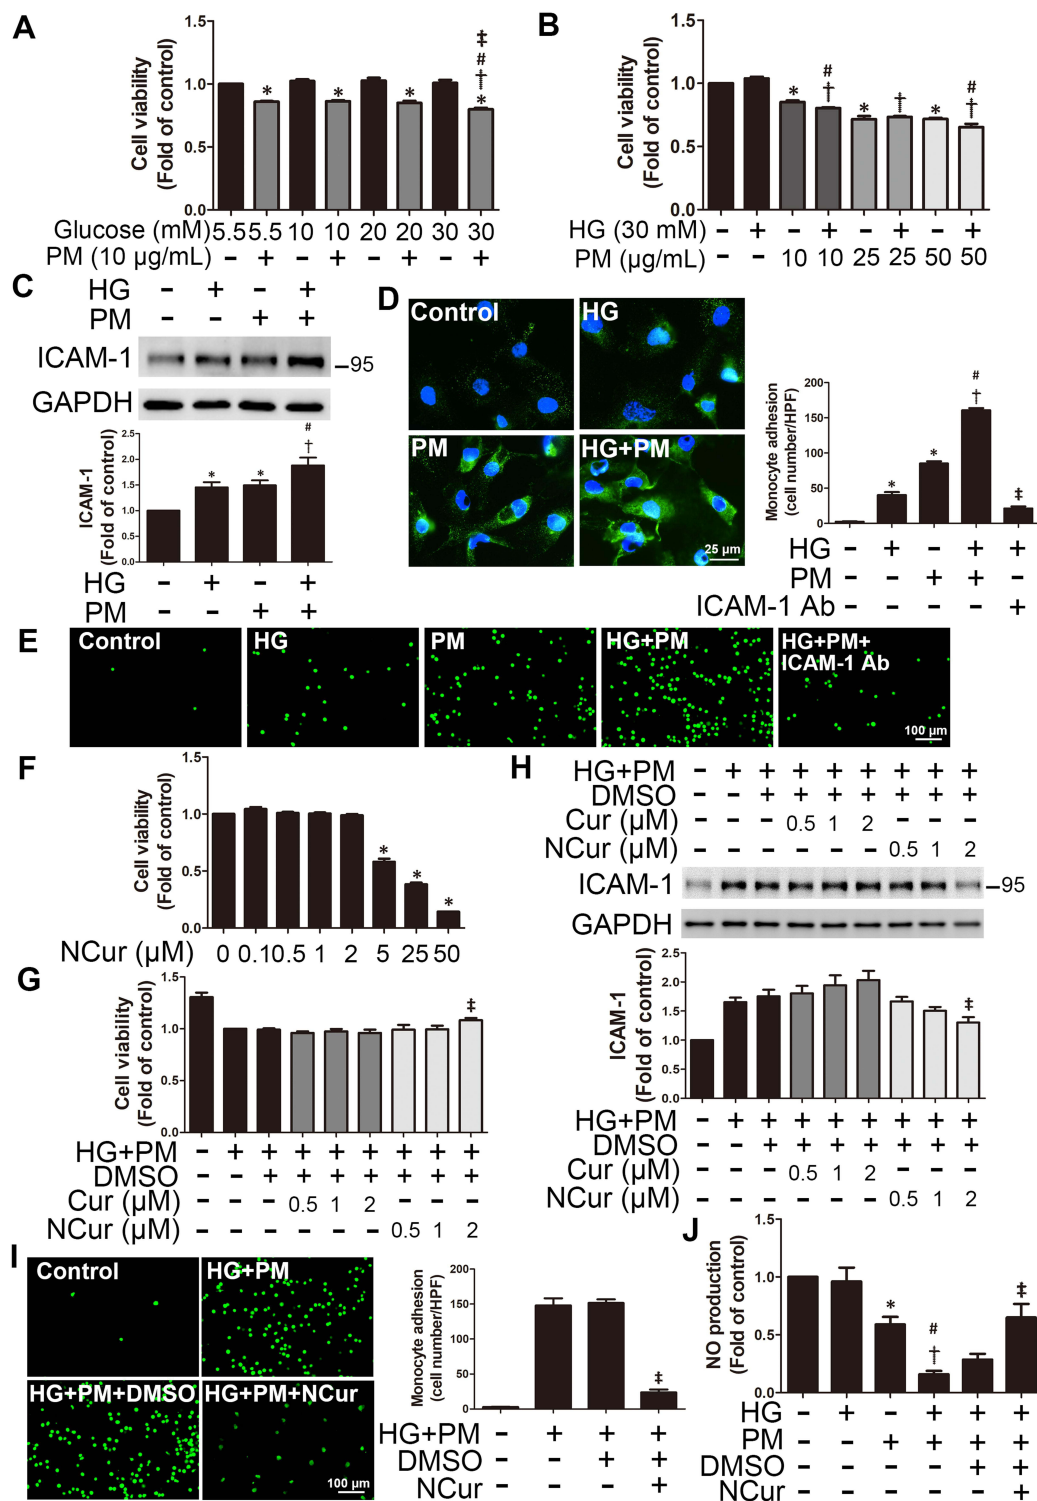 A
Cell viability
(Fold of control)
1.5
1.0
0.5
0.0
* * * ‡ # † *
Glucose (mM) 5.5 5.5 10 10 20 20 30 30
PM (10 µg/mL) - + - + - + - +
B
Cell viability
(Fold of control)
1.5
1.0
0.5
0.0
* # † * † * # †
HG (30 mM) - + - + - + - +
PM (µg/mL) - - 10 10 25 25 50 50
C
HG - + - +
PM - - + +
ICAM-1 –95
GAPDH
ICAM-1
(Fold of control)
2.5
2.0
1.5
1.0
0.5
0.0
* * # †
HG - + - +
PM - - + +
D
Control
HG
PM
HG+PM
25 µm
Monocyte adhesion
(cell number/HPF)
200
150
100
50
0
* * # † ‡
HG - + - + +
PM - - + + +
ICAM-1 Ab - - - - +
E
Control
HG
PM
HG+PM
HG+PM+
ICAM-1 Ab
100 µm
F
Cell viability
(Fold of control)
1.5
1.0
0.5
0.0
* * *
NCur (µM) 0 0.1 0.5 1 2 5 25 50
G
Cell viability
(Fold of control)
1.5
1.0
0.5
0.0
‡
HG+PM - + + + + + + + +
DMSO - - + + + + + + +
Cur (µM) - - - 0.5 1 2 - - -
NCur (µM) - - - - - - 0.5 1 2
H
HG+PM - + + + + + + + +
DMSO - - + + + + + + +
Cur (µM) - - - 0.5 1 2 - - -
NCur (µM) - - - - - - 0.5 1 2
ICAM-1 –95
GAPDH
ICAM-1
(Fold of control)
2.5
2.0
1.5
1.0
0.5
0.0
‡
HG+PM - + + + + + + + +
DMSO - - + + + + + + +
Cur (µM) - - - 0.5 1 2 - - -
NCur (µM) - - - - - - 0.5 1 2
I
Control
HG+PM
HG+PM+DMSO
HG+PM+NCur
100 µm
Monocyte adhesion
(cell number/HPF)
200
150
100
50
0
‡
HG+PM - + + +
DMSO - - + +
NCur - - - +
J
NO production
(Fold of control)
1.5
1.0
0.5
0.0
* # † ‡
HG - + - + + +
PM - - + + + +
DMSO - - - - + +
NCur - - - - - +